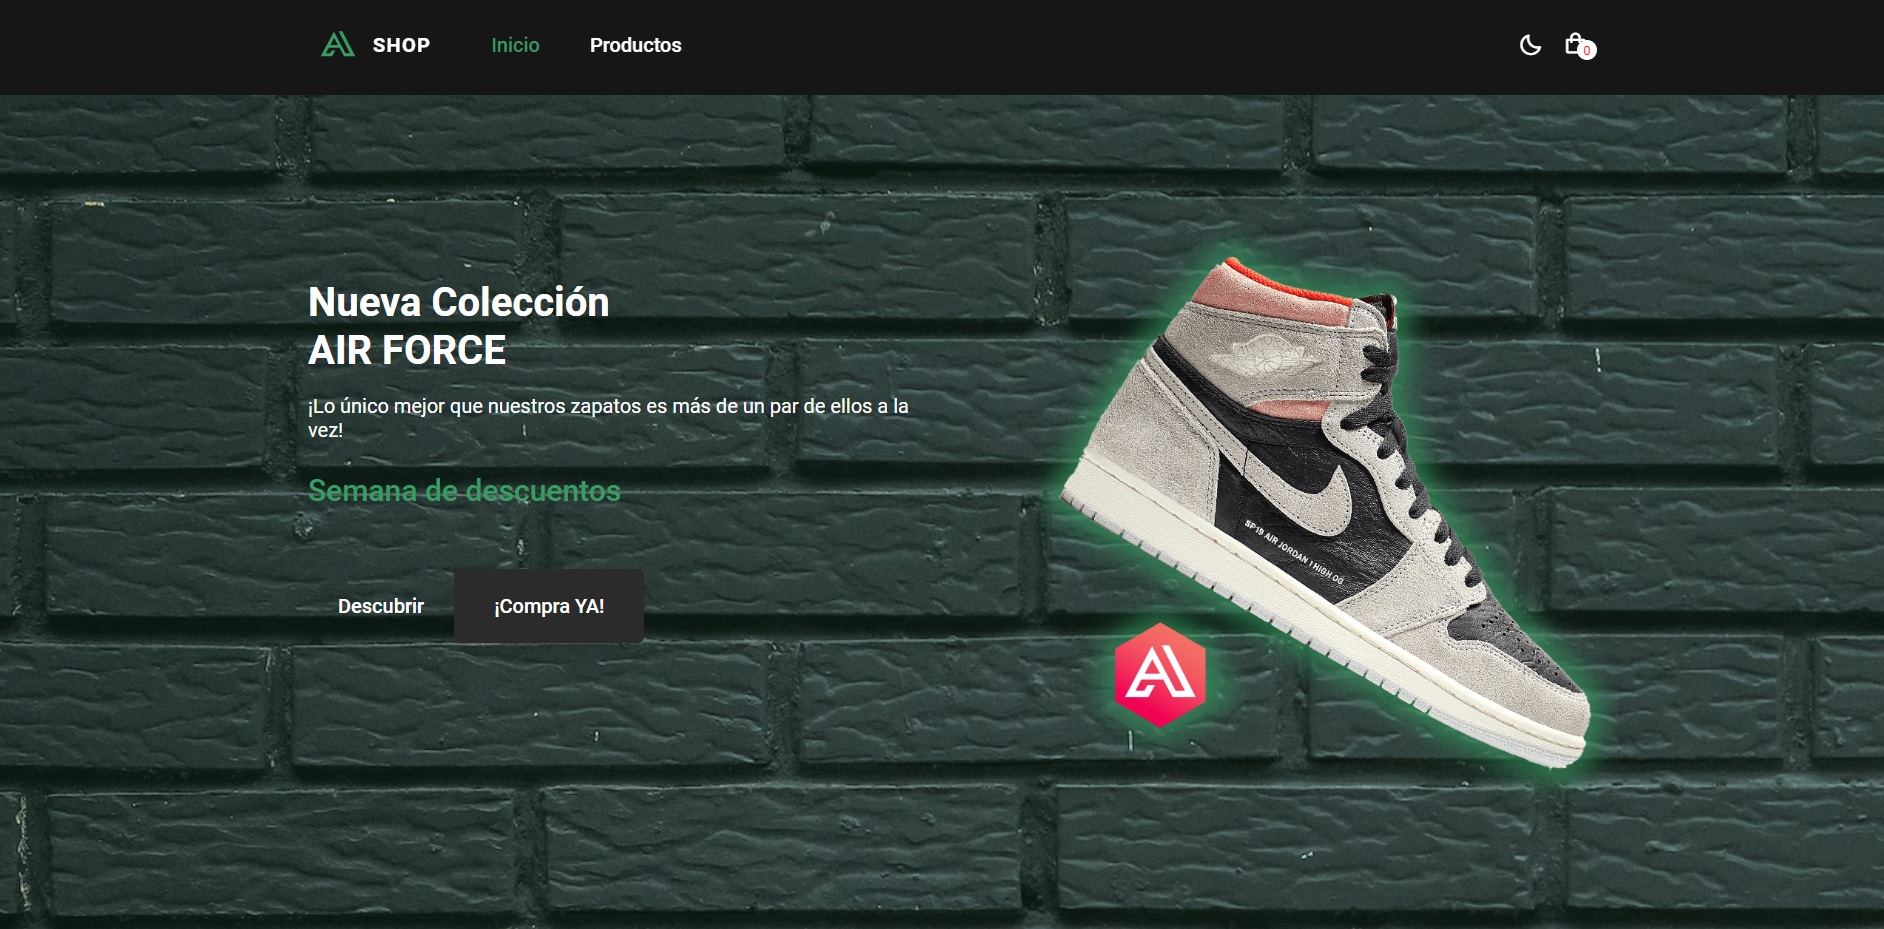 SHOP
Inicio
Productos
0
Nueva Colección
AIR FORCE
¡Lo único mejor que nuestros zapatos es más de un par de ellos a la
vez!
Semana de descuentos
Descubrir
¡Compra YA!
SP19 AIR JORDAN 1 HIGH OG